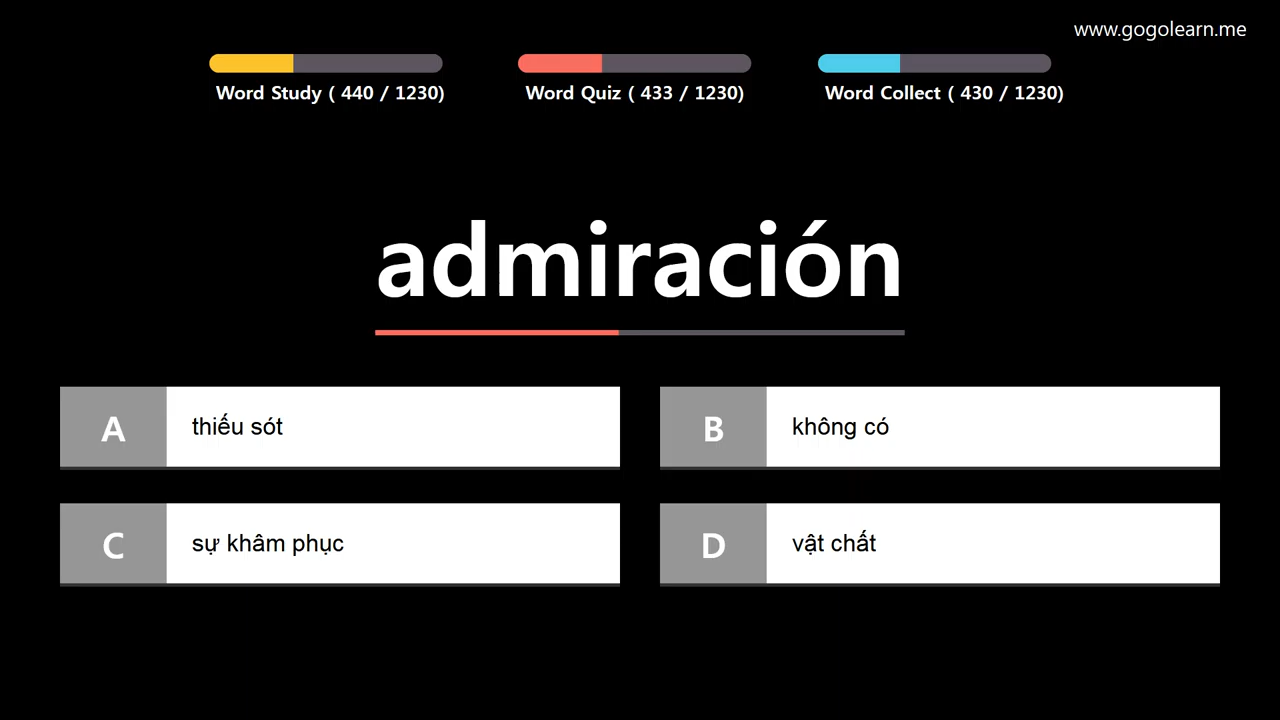 www.gogolearn.me
Word Study ( 440 / 1230)
Word Quiz ( 433 / 1230)
Word Collect ( 430 / 1230)
admiración
A
thiếu sót
B
không có
C
sự khâm phục
D
vật chất